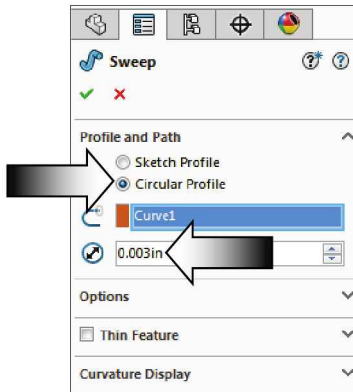 Sweep
Profile and Path
Sketch Profile
Circular Profile
Curve1
0.003in
Options
Thin Feature
Curvature Display